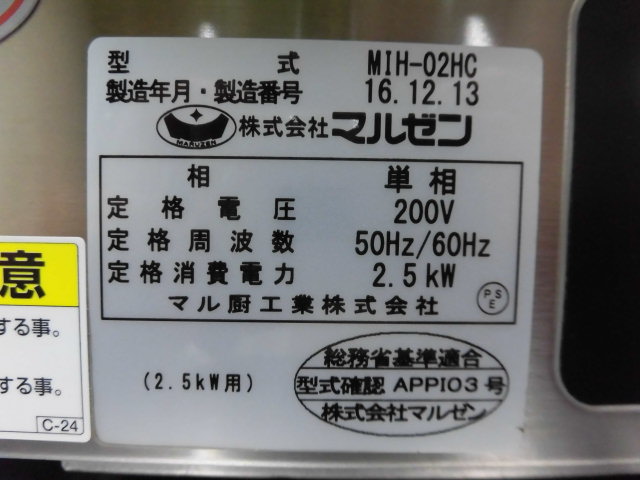 型式 MIH-02HC
製造年月・製造番号 16.12.13
MARUZEN 株式会社マルゼン
相 単相
定格電圧 200V
定格周波数 50Hz/60Hz
定格消費電力 2.5kW
マル厨工業株式会社
PSE
(2.5kW用)
総務省基準適合
型式確認 APPI03号
株式会社マルゼン
意
する事。
する事。
C-24